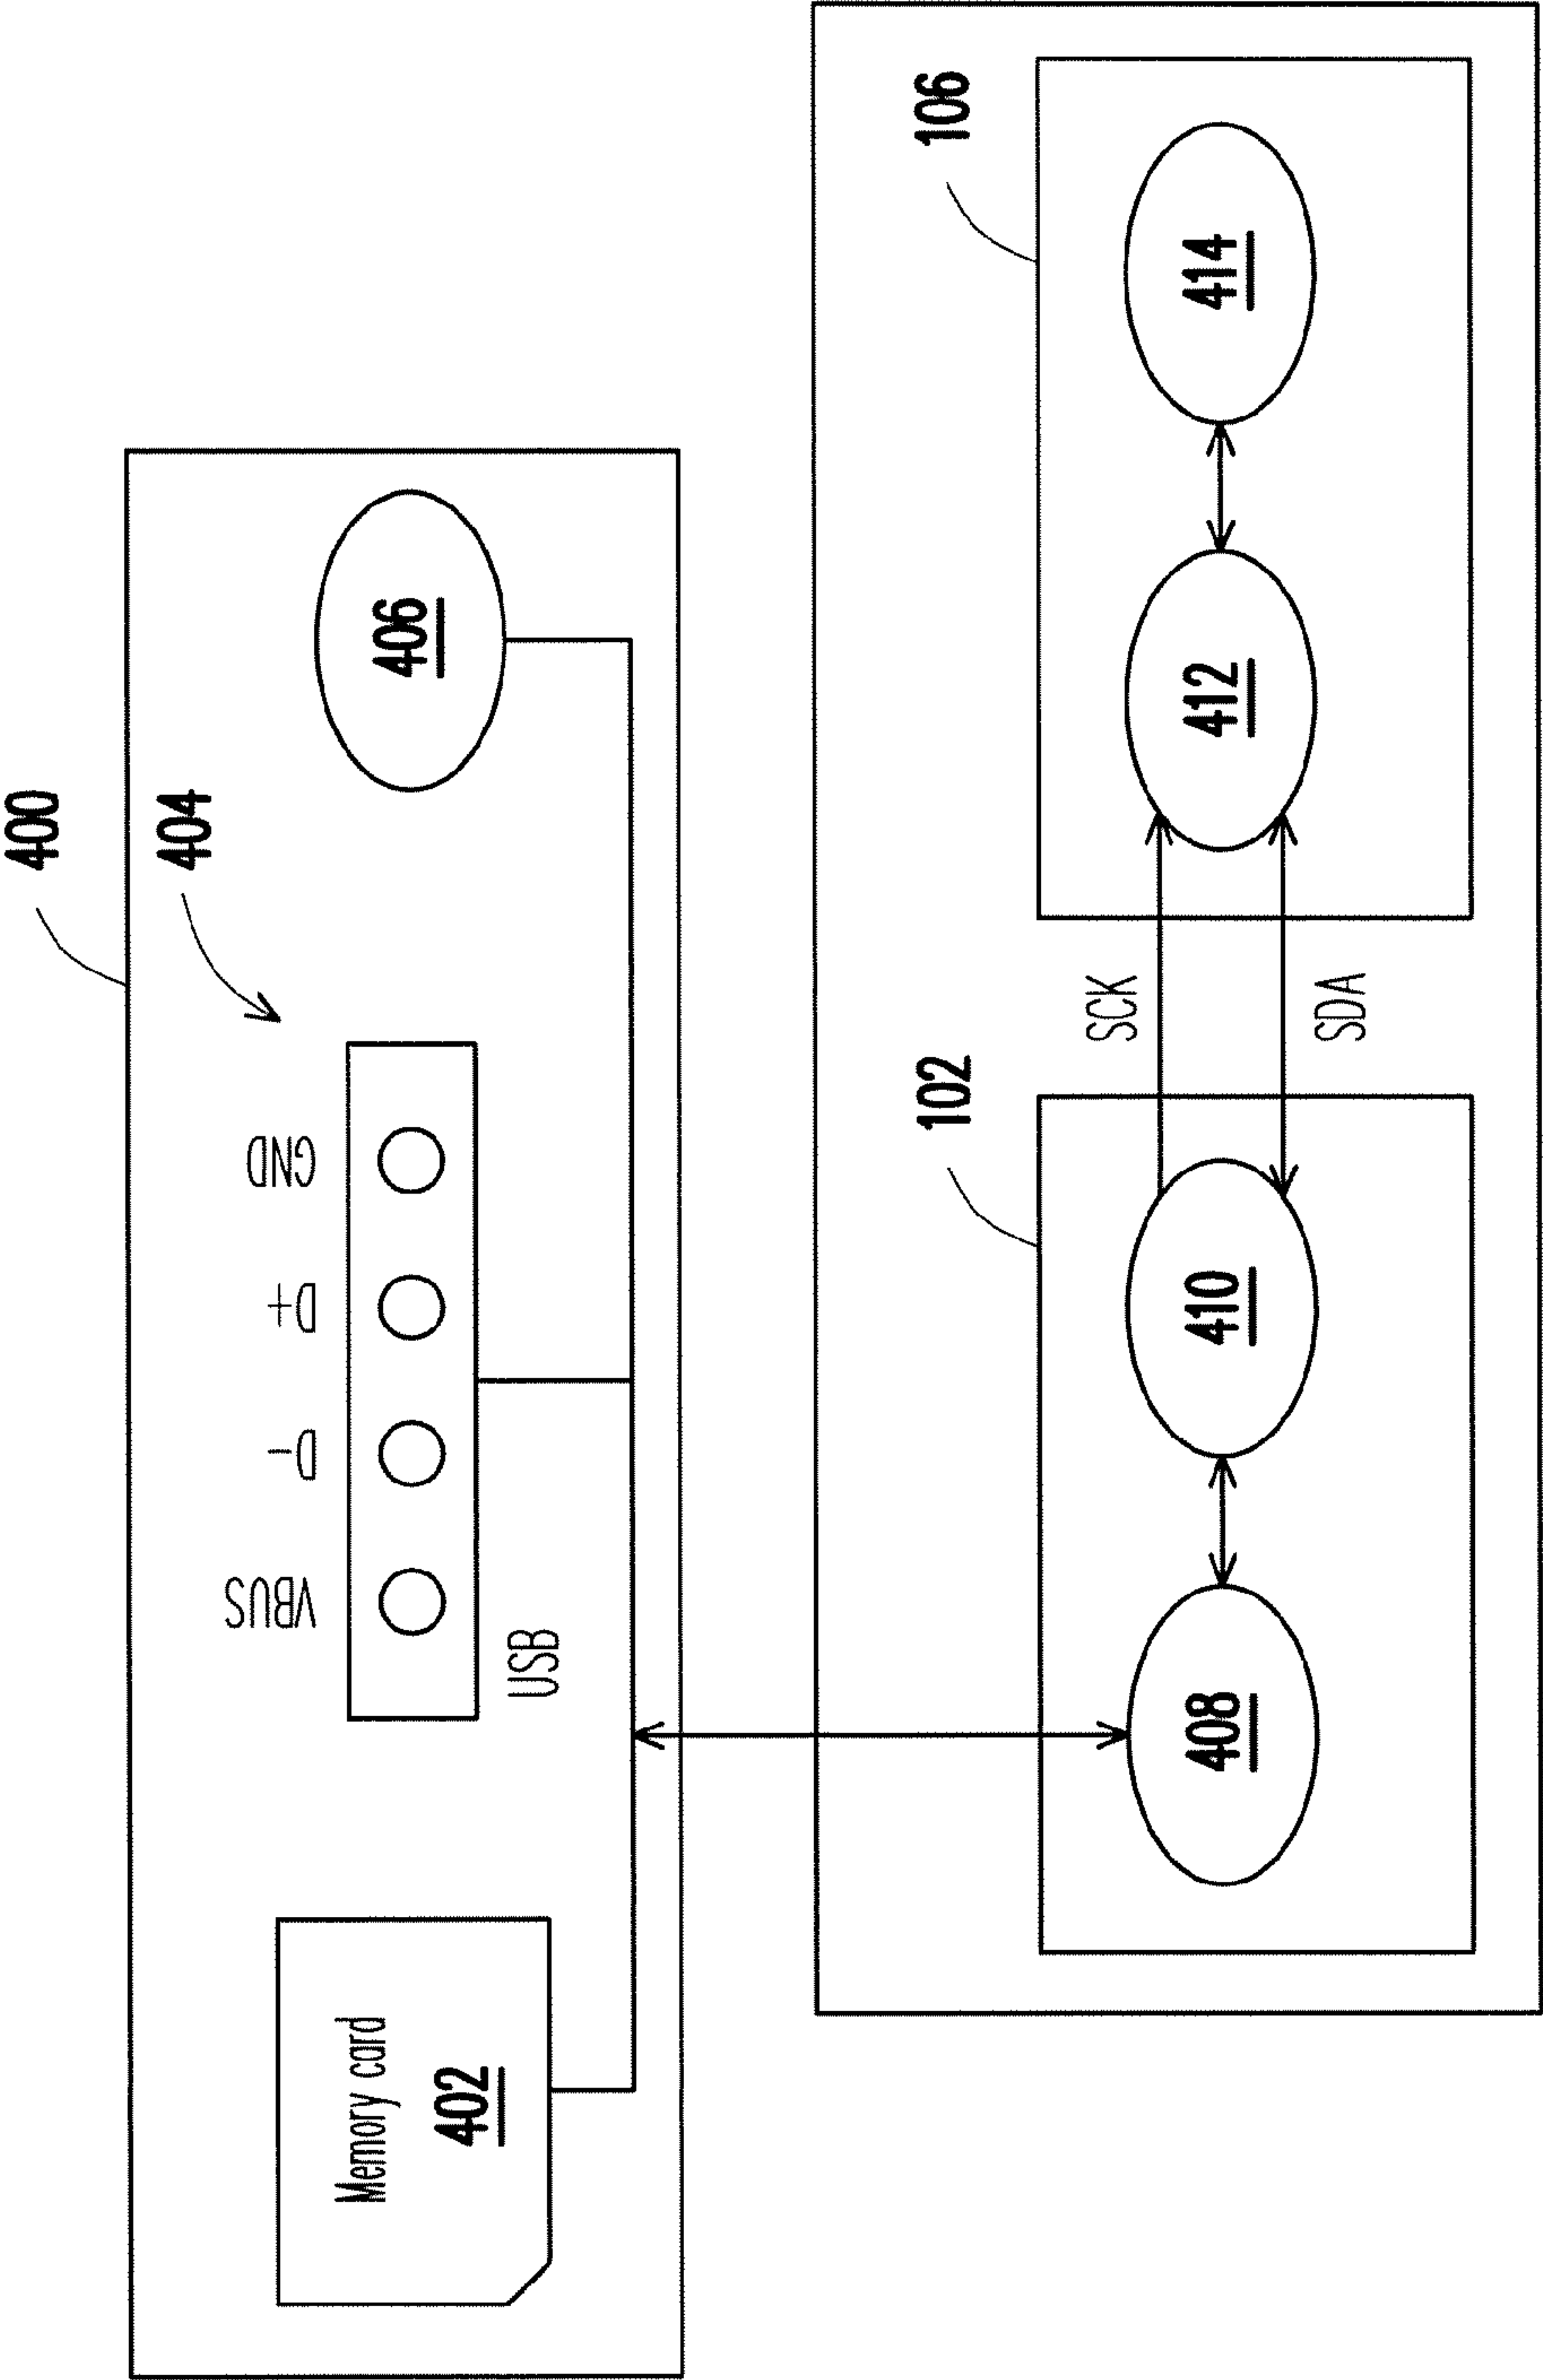 400
404
VBUS
D-
D+
GND
Memory card
402
USB
406
102
106
SCK
SDA
408
410
412
414